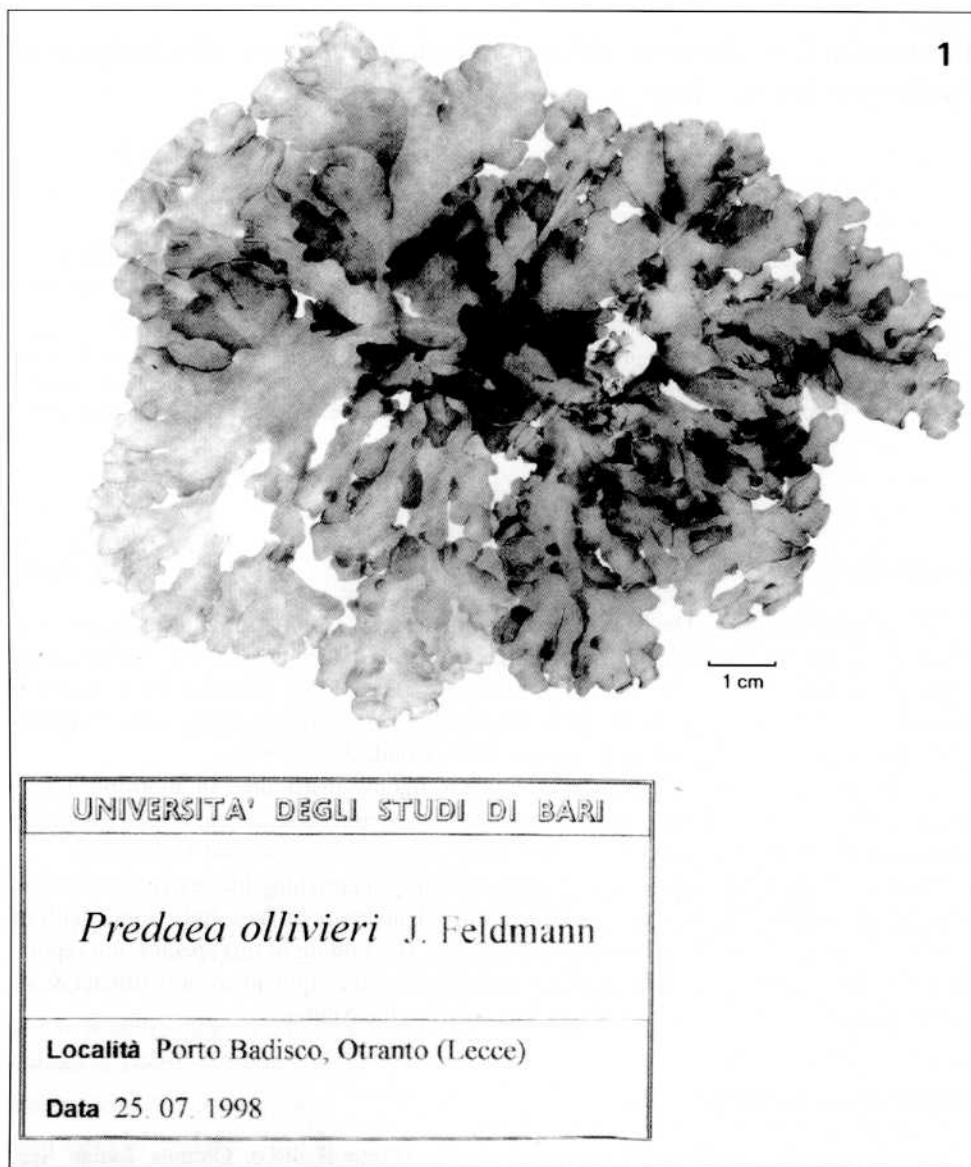 1
1 cm
UNIVERSITA' DEGLI STUDI DI BARI
Predaea ollivieri J. Feldmann
Località Porto Badisco, Otranto (Lecce)
Data 25. 07. 1998